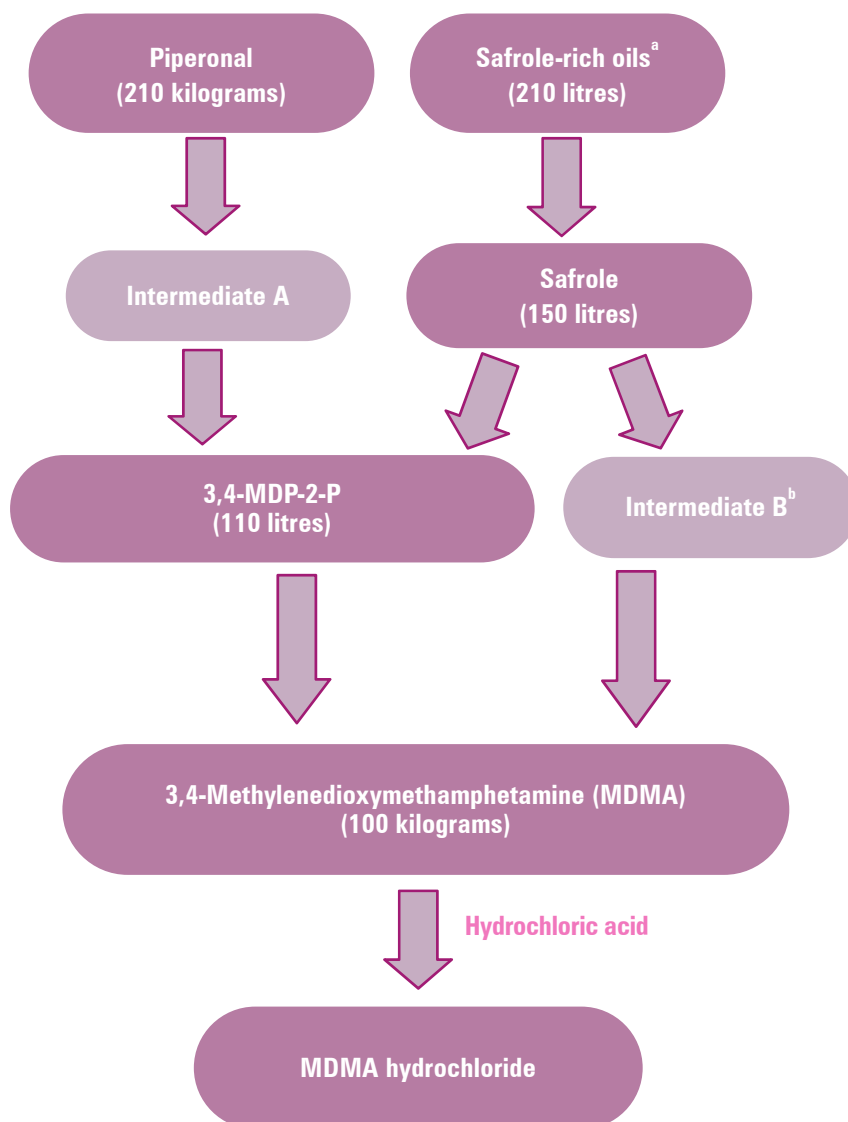 Piperonal
(210 kilograms)
Safrole-rich oilsᵃ
(210 litres)
Intermediate A
Safrole
(150 litres)
3,4-MDP-2-P
(110 litres)
Intermediate Bᵇ
3,4-Methylenedioxymethamphetamine (MDMA)
(100 kilograms)
Hydrochloric acid
MDMA hydrochloride